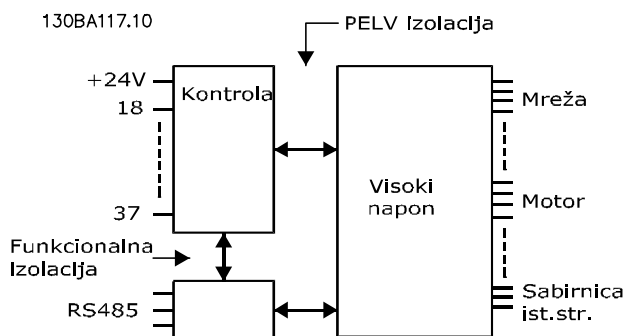 130BA117.10
PELV izolacija
+24V
18
37
Kontrola
Visoki
napon
Mreža
Motor
Sabirnica
ist.str.
Funkcionalna
izolacija
RS485